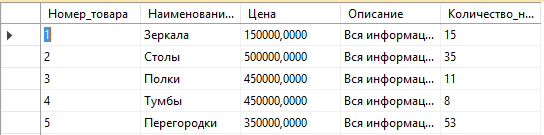 Номер_товара Наименовани... Цена Описание Количество_н...
1 Зеркала 150000,0000 Вся информац... 15
2 Столы 500000,0000 Вся информац... 35
3 Полки 450000,0000 Вся информац... 11
4 Тумбы 450000,0000 Вся информац... 8
5 Перегородки 350000,0000 Вся информац... 53